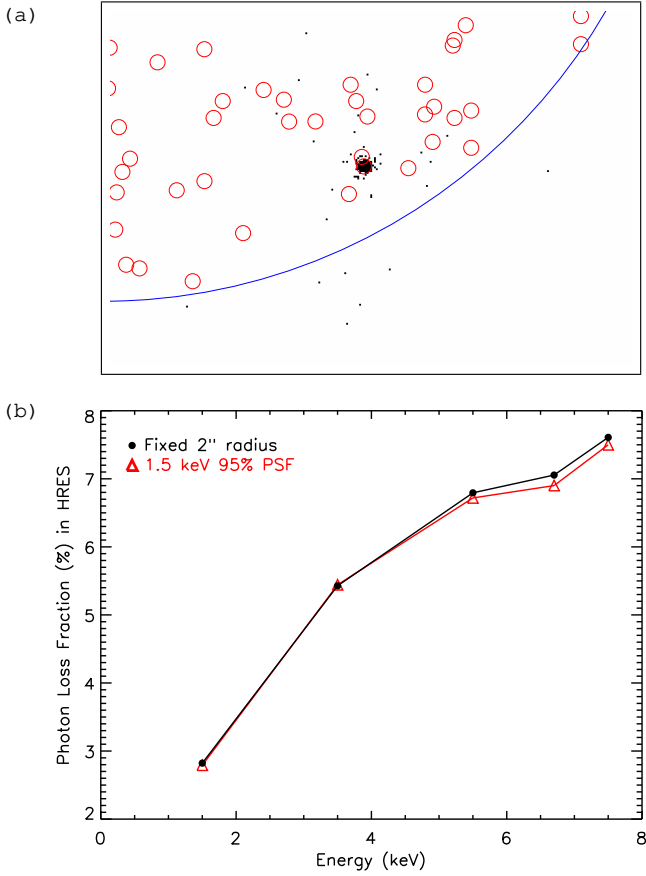 (a)
(b)
8
7
6
5
4
3
2
Photon Loss Fraction (%) in HRES
Fixed 2" radius
1.5 keV 95% PSF
0 2 4 6 8
Energy (keV)